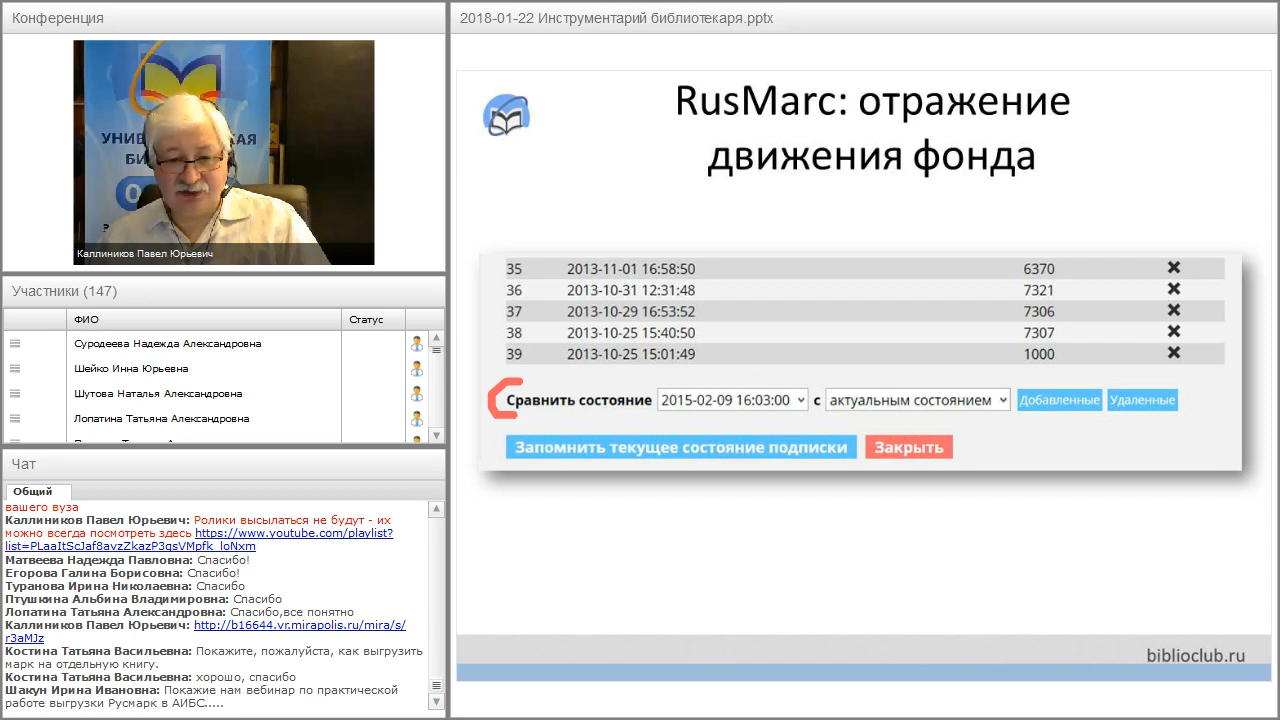 Конференция
УНИВ
СКАЯ
БИ
Каллиников Павел Юрьевич
Участники (147)
ФИО
Статус
Суродеева Надежда Александровна
Шейко Инна Юрьевна
Шутова Наталья Александровна
Лопатина Татьяна Александровна
Чат
Общий
вашего вуза
Каллиников Павел Юрьевич: Ролики высылаться не будут - их
можно всегда посмотреть здесь https://www.youtube.com/playlist?
list=PLaaItScJaf8avzZkazP3qsVMpfk_loNxm
Матвеева Надежда Павловна: Спасибо!
Егорова Галина Борисовна: Спасибо!
Туранова Ирина Николаевна: Спасибо
Птушкина Альбина Владимировна: Спасибо
Лопатина Татьяна Александровна: Спасибо,все понятно
Каллиников Павел Юрьевич: http://b16644.vr.mirapolis.ru/mira/s/
r3aMJz
Костина Татьяна Васильевна: Покажите, пожалуйста, как выгрузить
марк на отдельную книгу.
Костина Татьяна Васильевна: хорошо, спасибо
Шакун Ирина Ивановна: Покажие нам вебинар по практической
работе выгрузки Русмарк вАИБС.....
2018-01-22 Инструментарий библиотекаря.pptx
RusMarc: отражение
движения фонда
35 2013-11-01 16:58:50 6370
36 2013-10-31 12:31:48 7321
37 2013-10-29 16:53:52 7306
38 2013-10-25 15:40:50 7307
39 2013-10-25 15:01:49 1000
Сравнить состояние 2015-02-09 16:03:00 с актуальным состоянием Добавленные Удаленные
Запомнить текущее состояние подписки Закрыть
biblioclub.ru